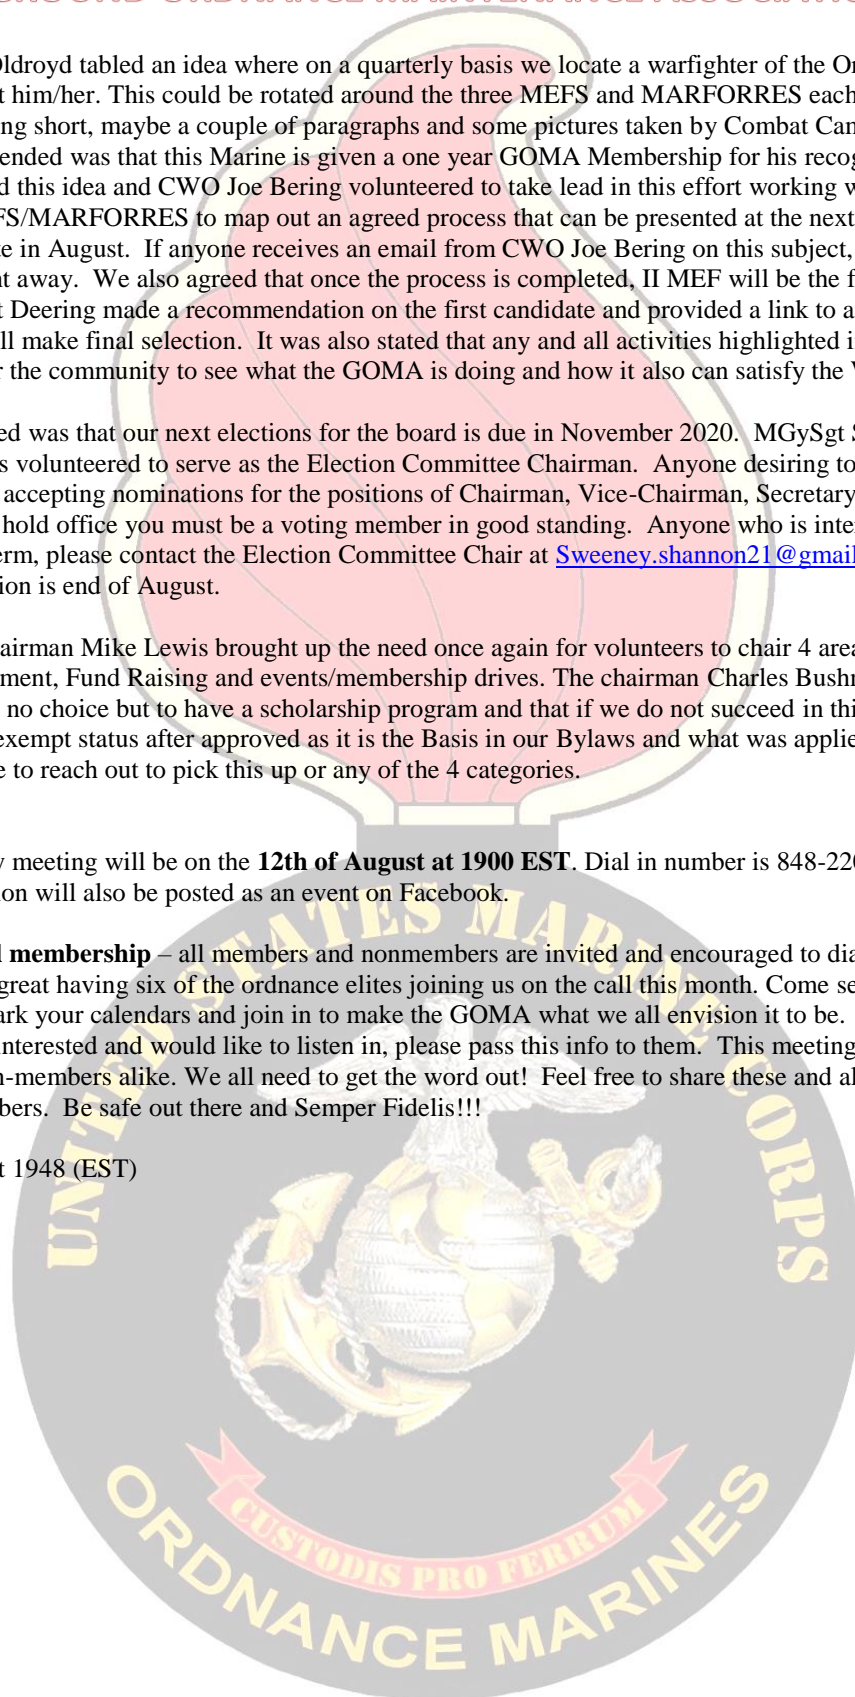 Oldroyd tabled an idea where on a quarterly basis we locate a warfighter of the Or
t him/her. This could be rotated around the three MEFS and MARFORRES each
ng short, maybe a couple of paragraphs and some pictures taken by Combat Cam
ended was that this Marine is given a one year GOMA Membership for his recog
d this idea and CWO Joe Bering volunteered to take lead in this effort working w
FS/MARFORRES to map out an agreed process that can be presented at the next
te in August. If anyone receives an email from CWO Joe Bering on this subject,
nt away. We also agreed that once the process is completed, II MEF will be the f
t Deering made a recommendation on the first candidate and provided a link to a
ll make final selection. It was also stated that any and all activities highlighted i
r the community to see what the GOMA is doing and how it also can satisfy the V
ed was that our next elections for the board is due in November 2020. MGySgt S
s volunteered to serve as the Election Committee Chairman. Anyone desiring to
accepting nominations for the positions of Chairman, Vice-Chairman, Secretary
hold office you must be a voting member in good standing. Anyone who is inter
erm, please contact the Election Committee Chair at Sweeney.shannon21@gmail
ion is end of August.
airman Mike Lewis brought up the need once again for volunteers to chair 4 area
ment, Fund Raising and events/membership drives. The chairman Charles Bushr
no choice but to have a scholarship program and that if we do not succeed in thi
exempt status after approved as it is the Basis in our Bylaws and what was applie
e to reach out to pick this up or any of the 4 categories.
y meeting will be on the 12th of August at 1900 EST. Dial in number is 848-220
ion will also be posted as an event on Facebook.
l membership – all members and nonmembers are invited and encouraged to dia
great having six of the ordnance elites joining us on the call this month. Come se
ark your calendars and join in to make the GOMA what we all envision it to be.
interested and would like to listen in, please pass this info to them. This meeting
n-members alike. We all need to get the word out! Feel free to share these and al
bers. Be safe out there and Semper Fidelis!!!
t 1948 (EST)
UNITED STATES MARINE CORPS
CUSTODIS PRO FERRUM
ORDNANCE MARINES